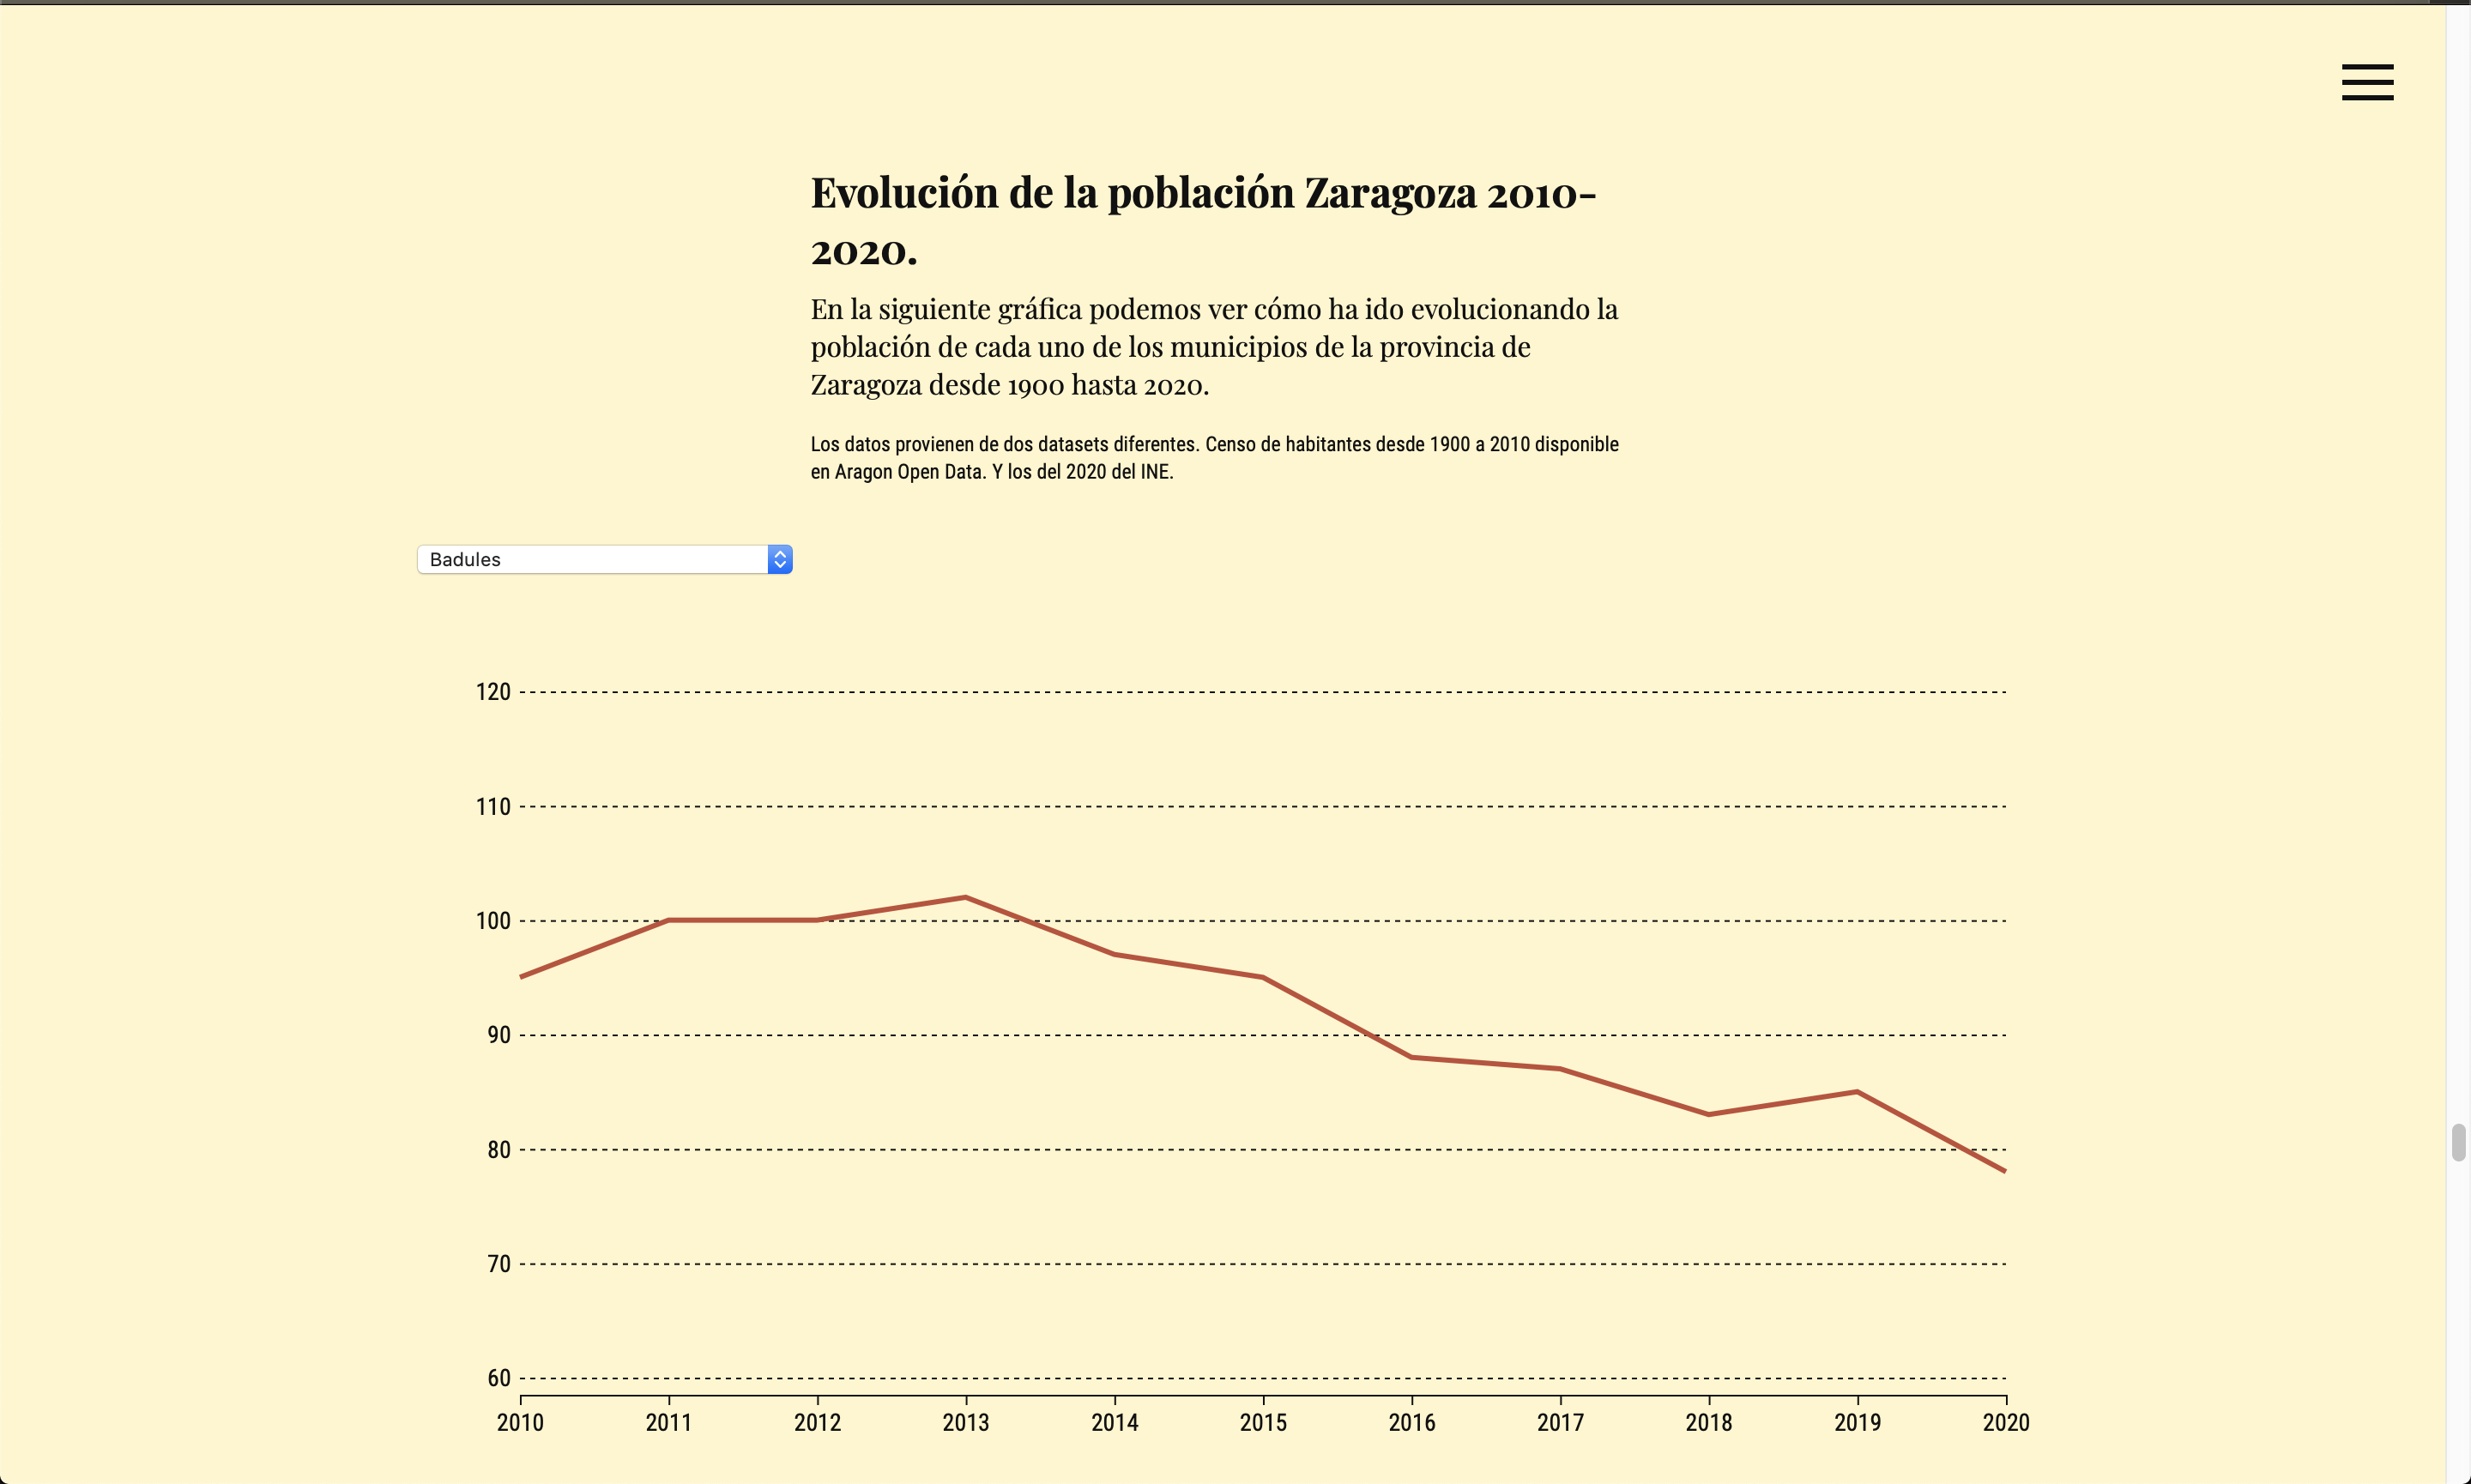 Evolución de la población Zaragoza 2010-
2020.
En la siguiente gráfica podemos ver cómo ha ido evolucionando la
población de cada uno de los municipios de la provincia de
Zaragoza desde 1900 hasta 2020.
Los datos provienen de dos datasets diferentes. Censo de habitantes desde 1900 a 2010 disponible
en Aragon Open Data. Y los del 2020 del INE.
Badules
120
110
100
90
80
70
60
2010 2011 2012 2013 2014 2015 2016 2017 2018 2019 2020